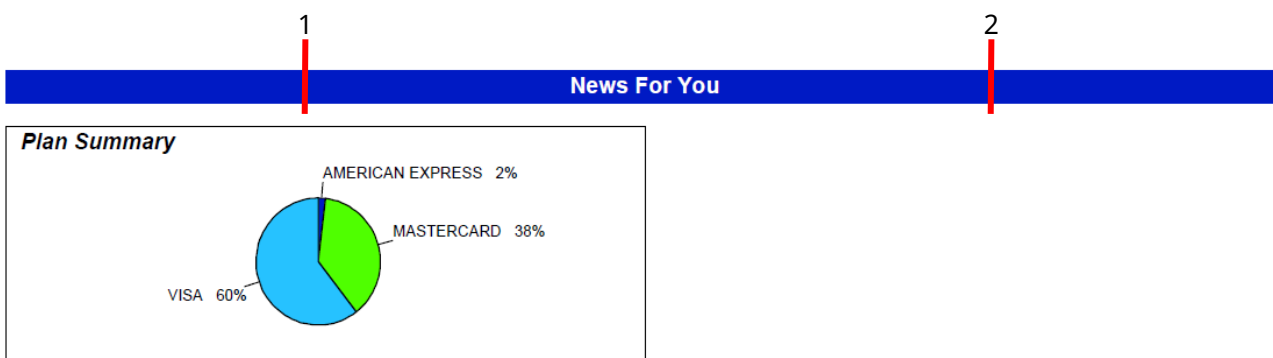 1 2
News For You
Plan Summary
AMERICAN EXPRESS 2%
MASTERCARD 38%
VISA 60%